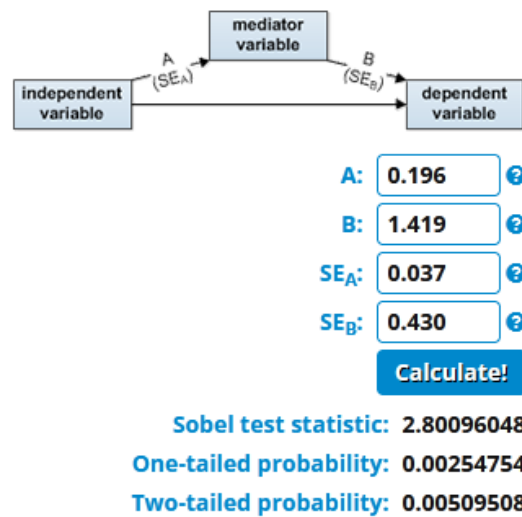 mediator
variable
A
(SEA)
B
(SEB)
independent
variable
dependent
variable
A: 0.196 ?
B: 1.419 ?
SEA: 0.037 ?
SEB: 0.430 ?
Calculate!
Sobel test statistic: 2.80096048
One-tailed probability: 0.00254754
Two-tailed probability: 0.00509508